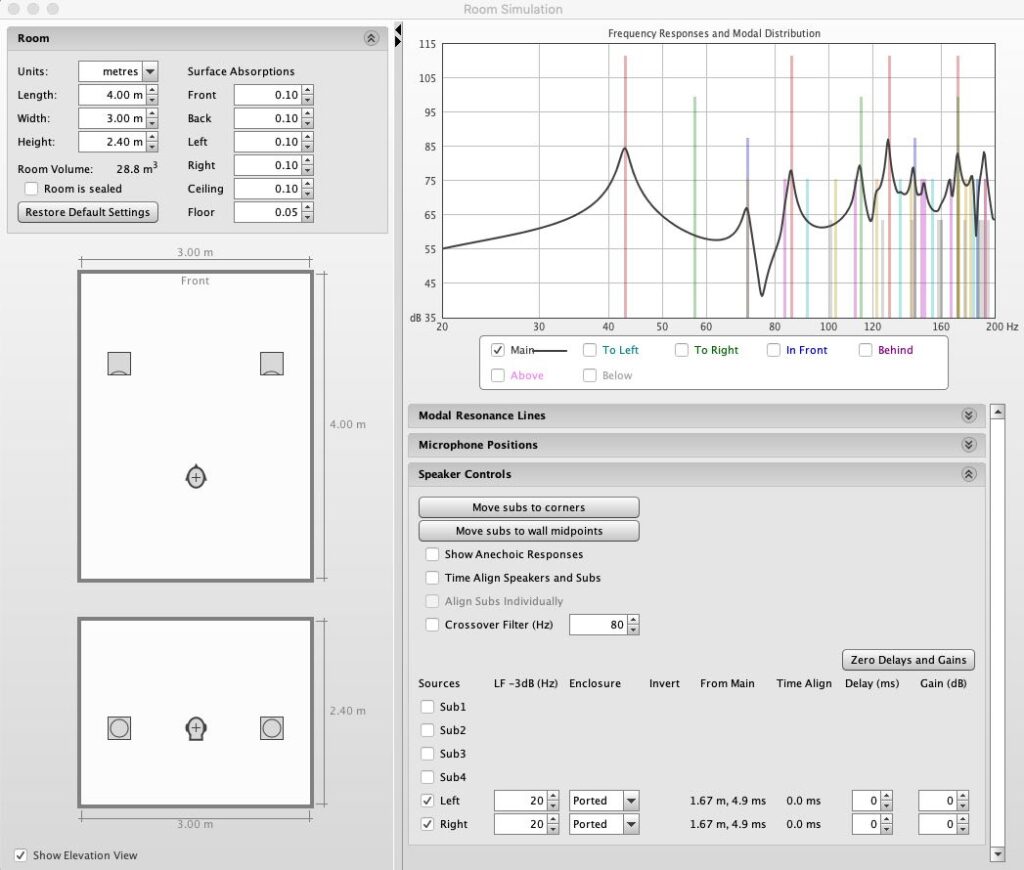 Room Simulation
Room
Units: metres
Surface Absorptions
Length: 4.00 m
Front 0.10
Width: 3.00 m
Back 0.10
Height: 2.40 m
Left 0.10
Room Volume: 28.8 m³
Right 0.10
Room is sealed
Ceiling 0.10
Restore Default Settings
Floor 0.05
3.00 m
Front
4.00 m
2.40 m
3.00 m
Show Elevation View
Frequency Responses and Modal Distribution
115
105
95
85
75
65
55
45
dB 35
20 30 40 50 60 80 100 120 160 200 Hz
Main To Left To Right In Front Behind
Above Below
Modal Resonance Lines
Microphone Positions
Speaker Controls
Move subs to corners
Move subs to wall midpoints
Show Anechoic Responses
Time Align Speakers and Subs
Align Subs Individually
Crossover Filter (Hz) 80
Zero Delays and Gains
Sources LF -3dB (Hz) Enclosure Invert From Main Time Align Delay (ms) Gain (dB)
Sub1
Sub2
Sub3
Sub4
Left 20 Ported 1.67 m, 4.9 ms 0.0 ms 0 0
Right 20 Ported 1.67 m, 4.9 ms 0.0 ms 0 0